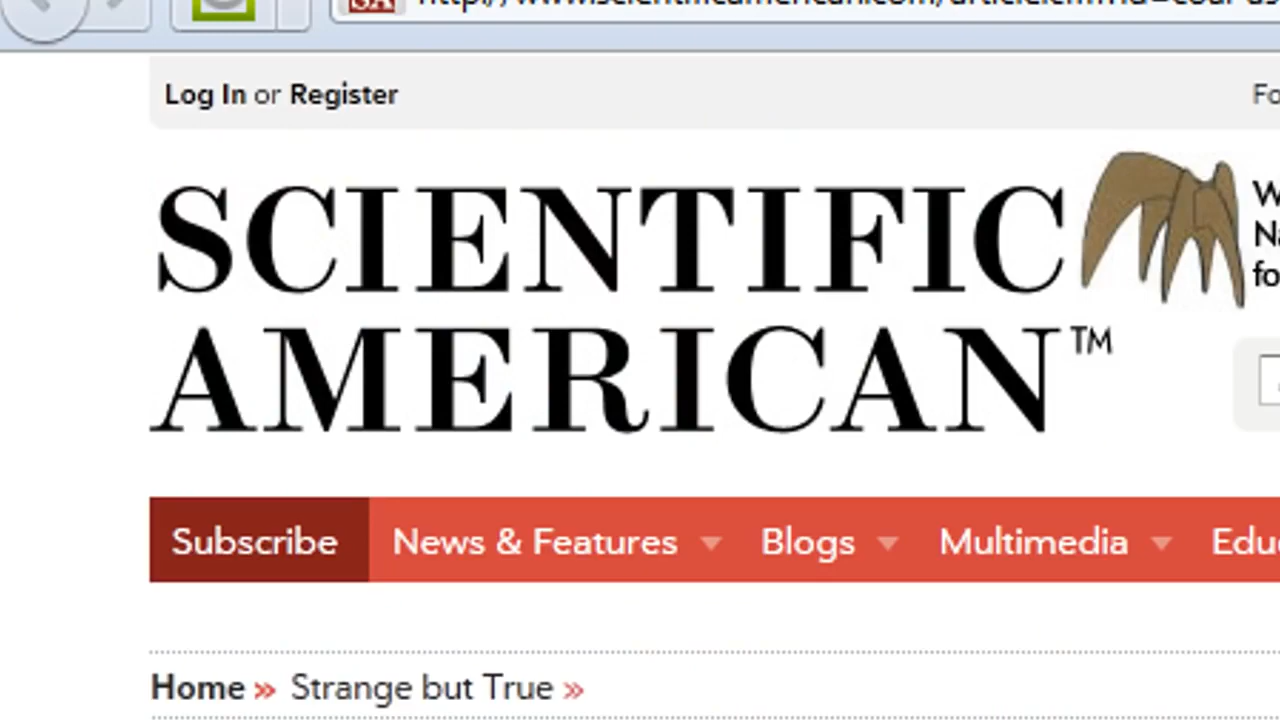 Log In or Register
SCIENTIFIC
AMERICAN™
Subscribe News & Features Blogs Multimedia
Home » Strange but True »